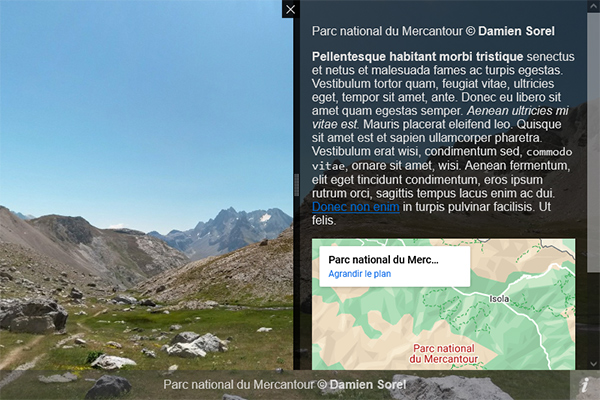 Parc national du Mercantour © Damien Sorel
Pellentesque habitant morbi tristique senectus
et netus et malesuada fames ac turpis egestas.
Vestibulum tortor quam, feugiat vitae, ultricies
eget, tempor sit amet, ante. Donec eu libero sit
amet quam egestas semper. Aenean ultricies mi
vitae est. Mauris placerat eleifend leo. Quisque
sit amet est et sapien ullamcorper pharetra.
Vestibulum erat wisi, condimentum sed, commodo
vitae, ornare sit amet, wisi. Aenean fermentum,
elit eget tincidunt condimentum, eros ipsum
rutrum orci, sagittis tempus lacus enim ac dui.
Donec non enim in turpis pulvinar facilisis. Ut
felis.
Parc national du Merc...
Agrandir le plan
Isola
Parc national
du Mercantour
Parc national du Mercantour © Damien Sorel
i